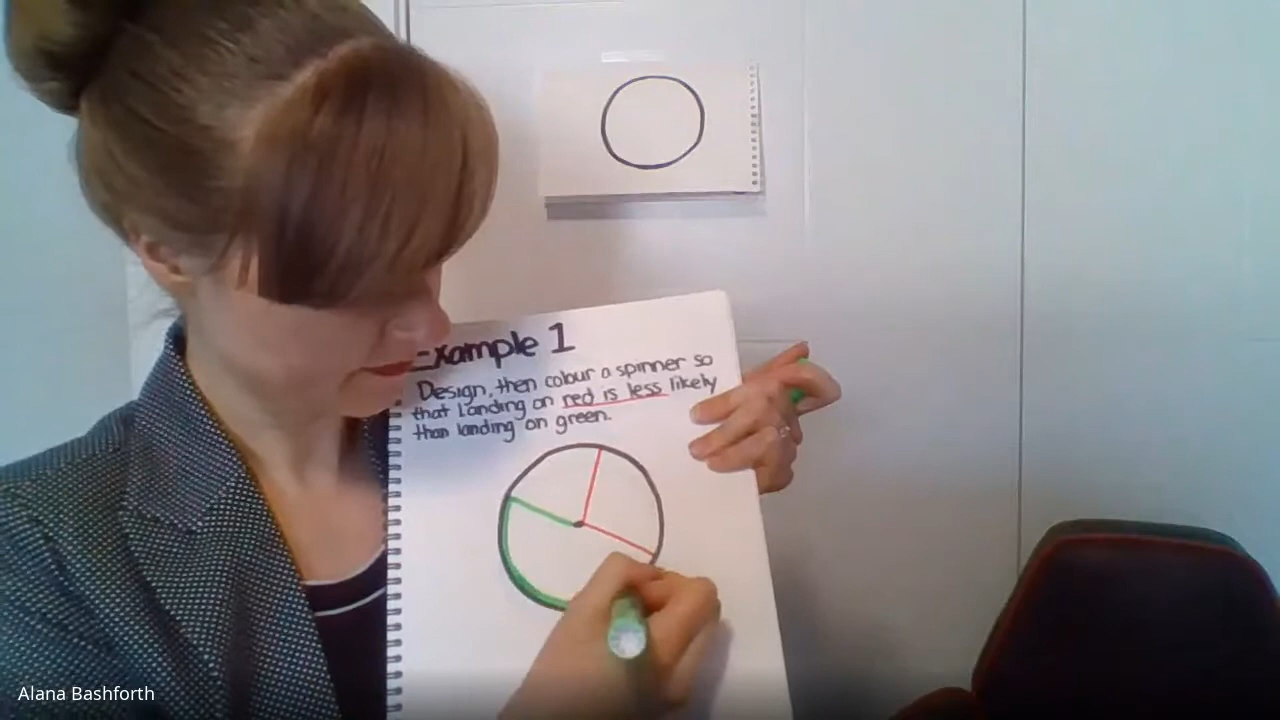 Example 1
Design, then colour a spinner so
that landing on red is less likely
than landing on green.
Alana Bashforth